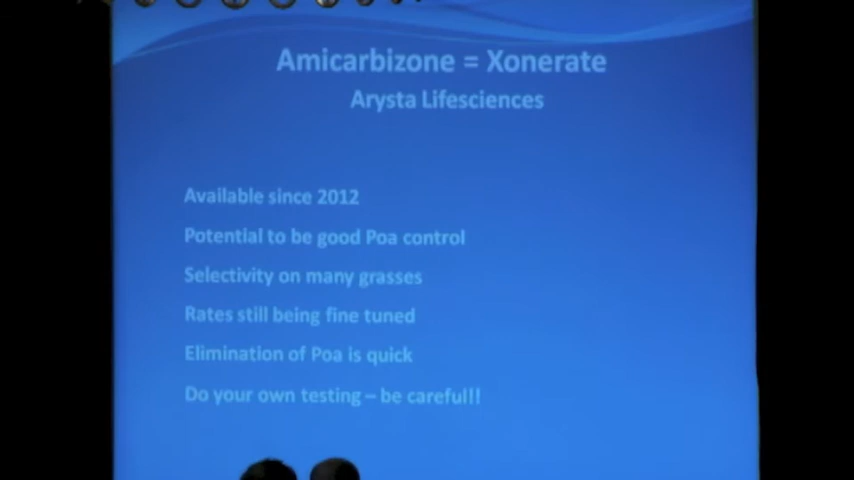 Amicarbizone = Xonerate
Arysta Lifesciences
Available since 2012
Potential to be good Poa control
Selectivity on many grasses
Rates still being fine tuned
Elimination of Poa is quick
Do your own testing – be careful!!